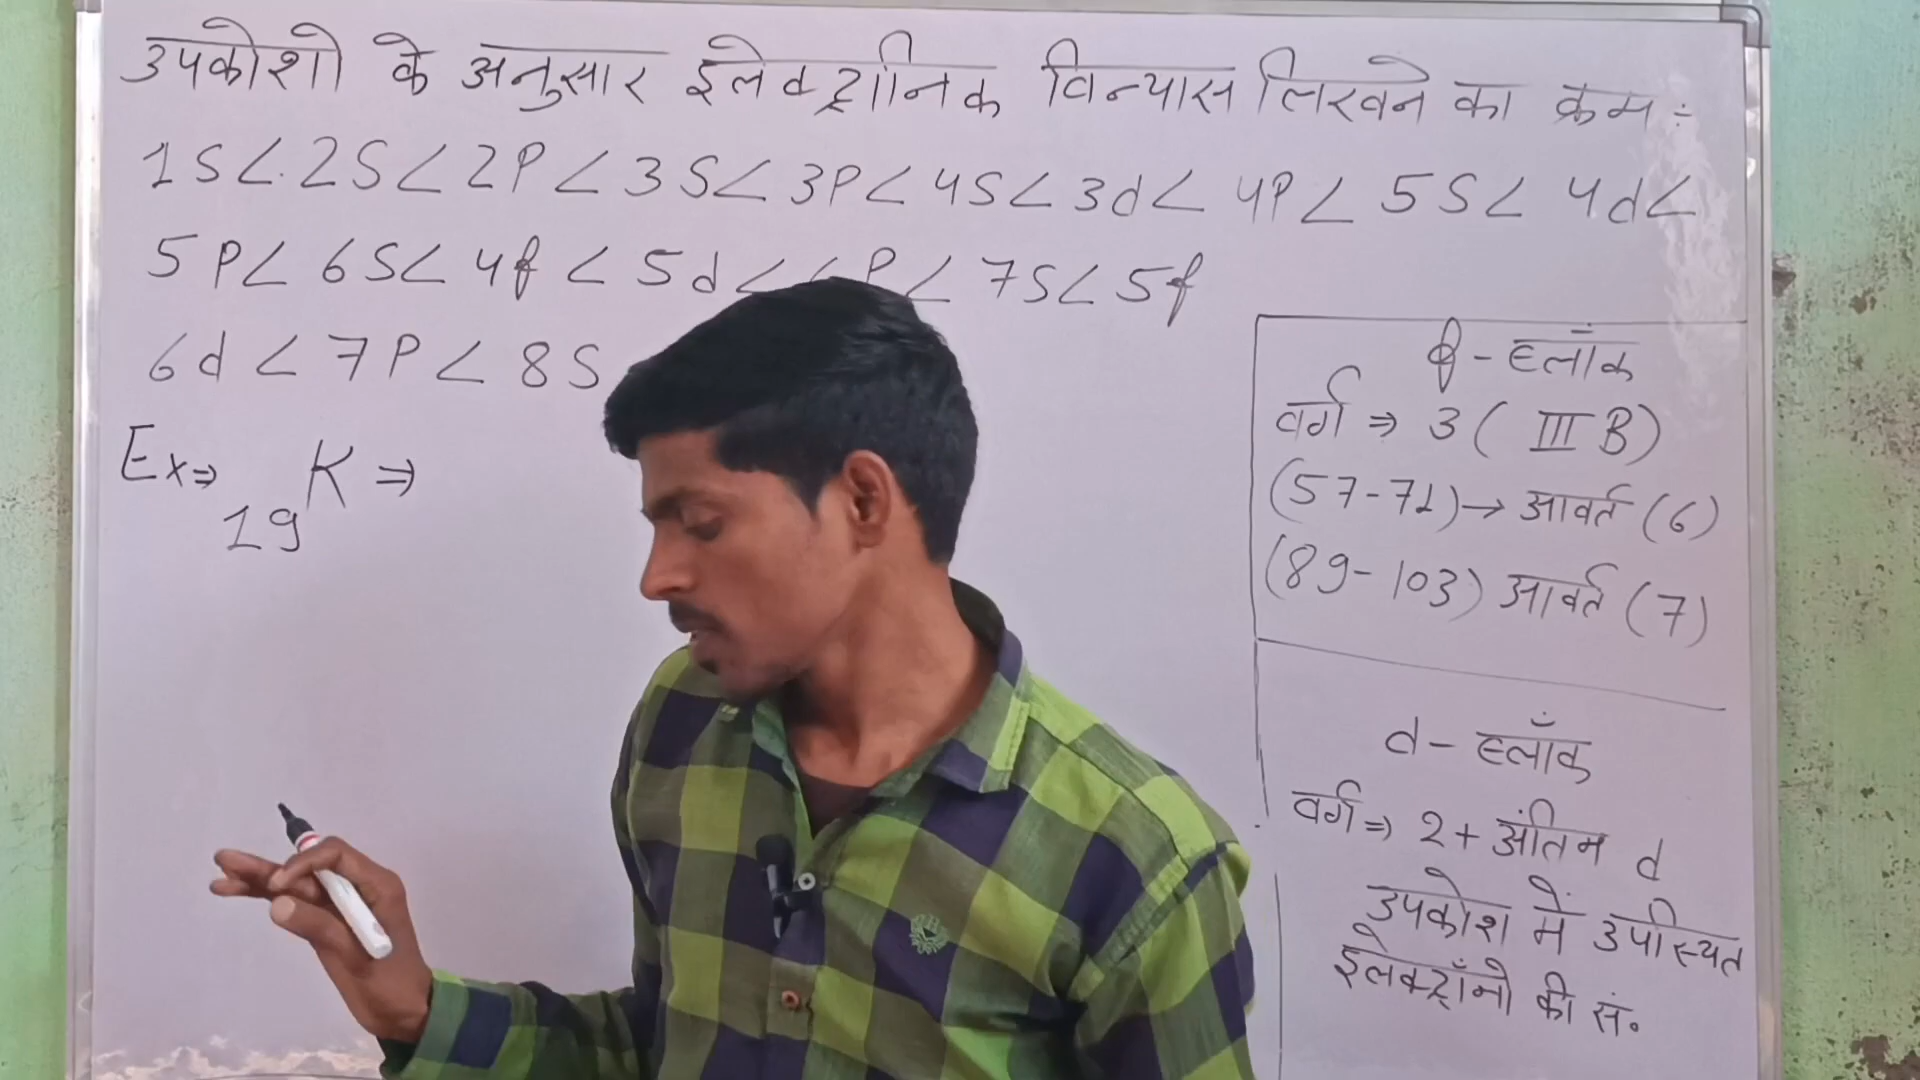 उपकोशो के अनुसार इलेक्ट्रॉनिक विन्यास लिखने का क्रम :-
1S < 2S < 2P < 3S < 3P < 4S < 3d < 4P < 5S < 4d <
5P < 6S < 4f < 5d < 6P < 7S < 5f
6d < 7P < 8S
Ex ⇒ 19K ⇒
f - ब्लॉक
वर्ग ⇒ 3 ( III B)
(57-71) → आवर्त (6)
(89-103) आवर्त (7)
d - ब्लॉक
वर्ग ⇒ 2 + अंतिम d
उपकोश में उपस्थित
इलेक्ट्रॉनो की सं.